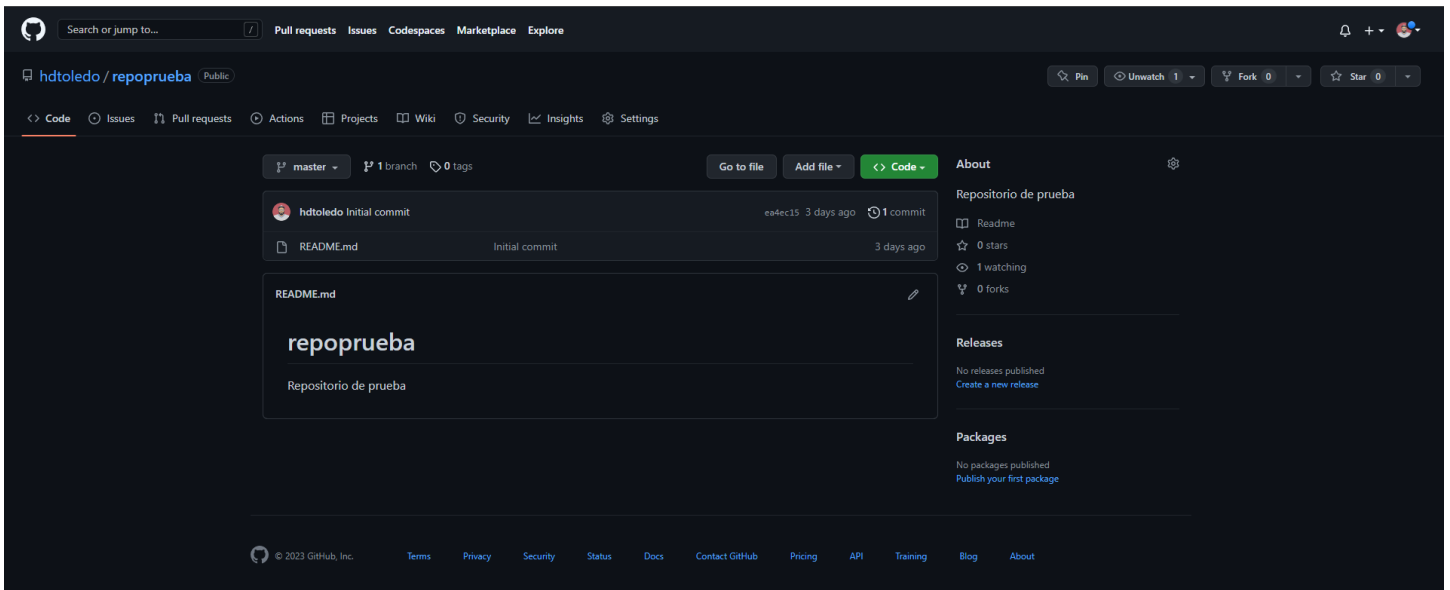 Search or jump to... / Pull requests Issues Codespaces Marketplace Explore
hdtoledo / repoprueba Public Pin Unwatch 1 Fork 0 Star 0
Code Issues Pull requests Actions Projects Wiki Security Insights Settings
master 1 branch 0 tags Go to file Add file Code
hdtoledo Initial commit ea4ec15 3 days ago 1 commit
README.md Initial commit 3 days ago
README.md
repoprueba
Repositorio de prueba
About
Repositorio de prueba
Readme
0 stars
1 watching
0 forks
Releases
No releases published
Create a new release
Packages
No packages published
Publish your first package
© 2023 GitHub, Inc. Terms Privacy Security Status Docs Contact GitHub Pricing API Training Blog About